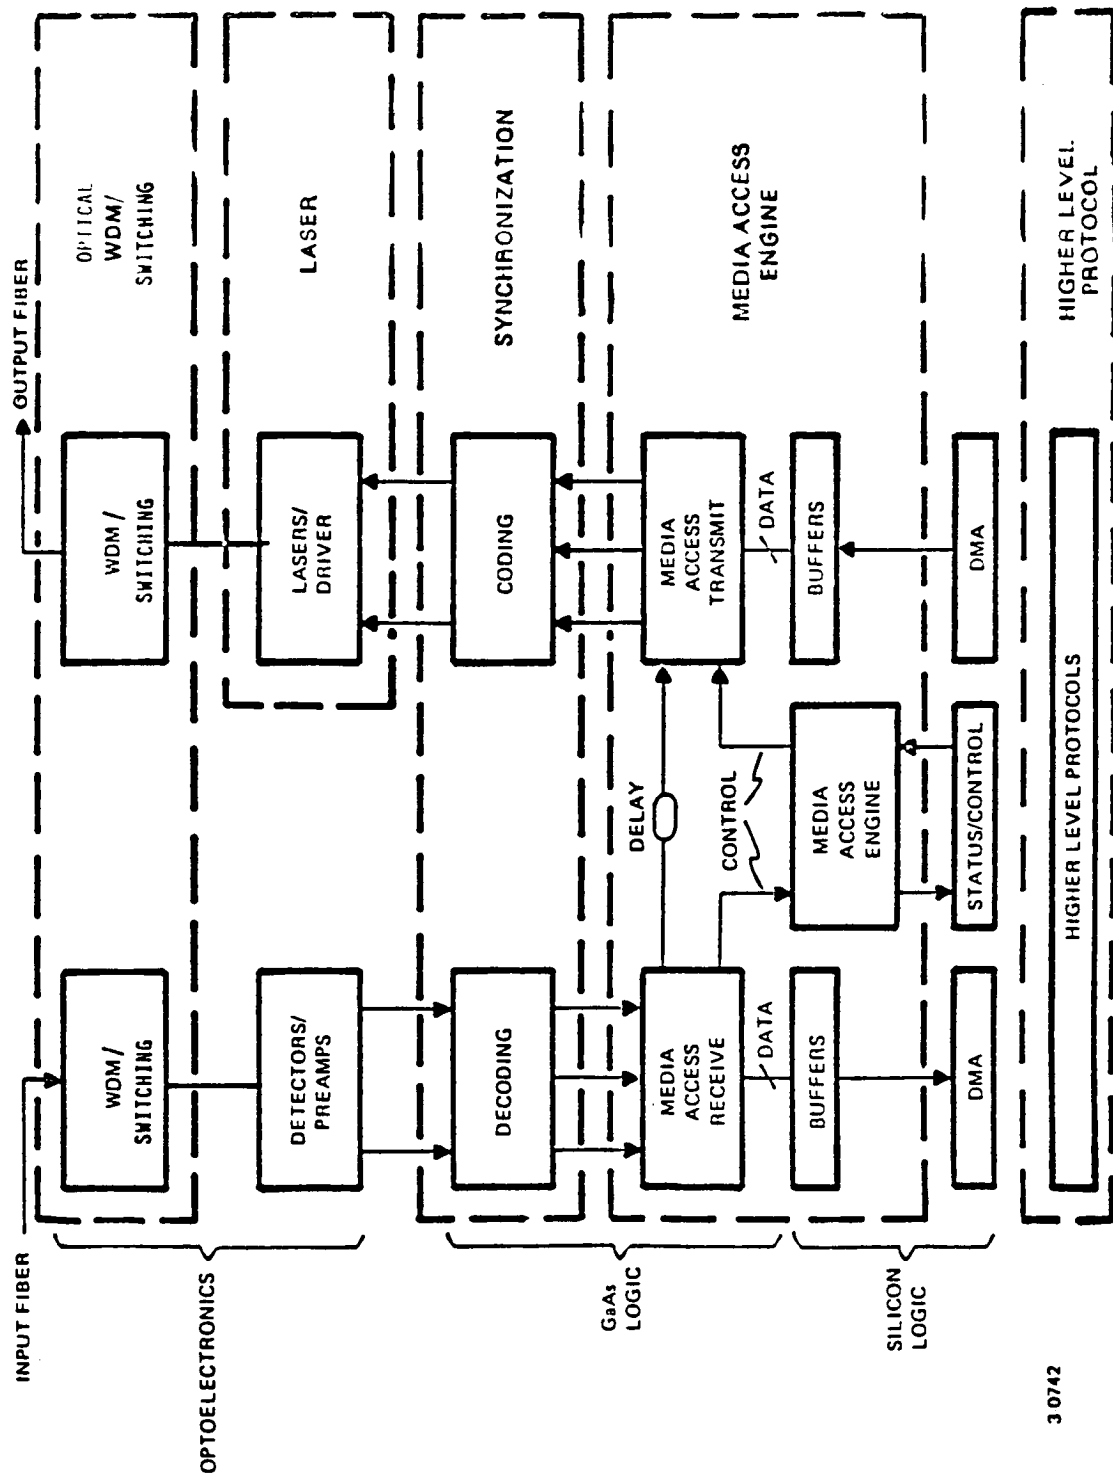 INPUT FIBER
OUTPUT FIBER
OPTOELECTRONICS
WDM/
SWITCHING
WDM/
SWITCHING
OPTICAL
WDM/
SWITCHING
DETECTORS/
PREAMPS
LASERS/
DRIVER
LASER
GaAs
LOGIC
DECODING
CODING
SYNCHRONIZATION
MEDIA
ACCESS
RECEIVE
DELAY
CONTROL
MEDIA
ACCESS
TRANSMIT
MEDIA ACCESS
ENGINE
DATA
DATA
SILICON
LOGIC
BUFFERS
MEDIA
ACCESS
ENGINE
BUFFERS
DMA
STATUS/CONTROL
DMA
HIGHER LEVEL PROTOCOLS
HIGHER LEVEL
PROTOCOL
3 0742